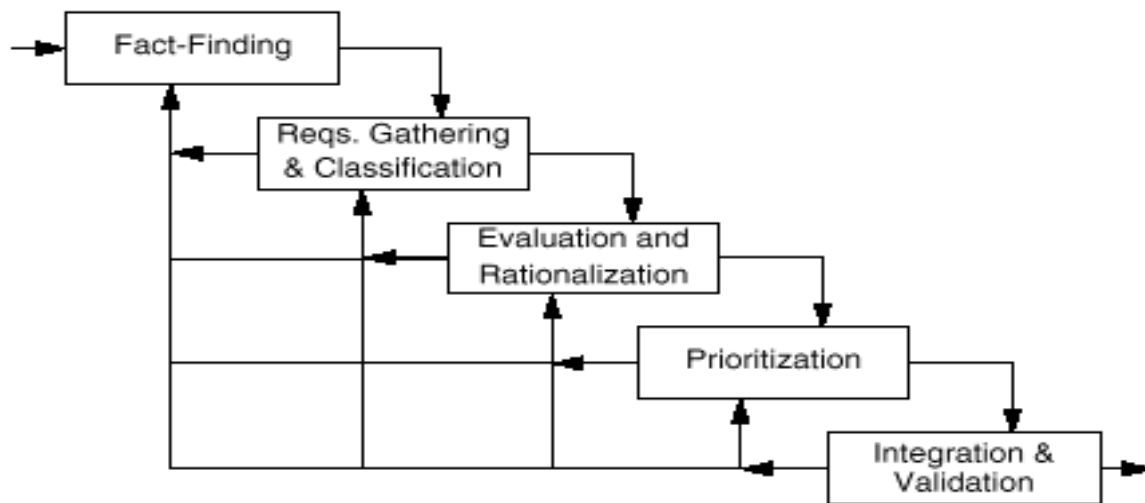 Fact-Finding
Reqs. Gathering
& Classification
Evaluation and
Rationalization
Prioritization
Integration &
Validation